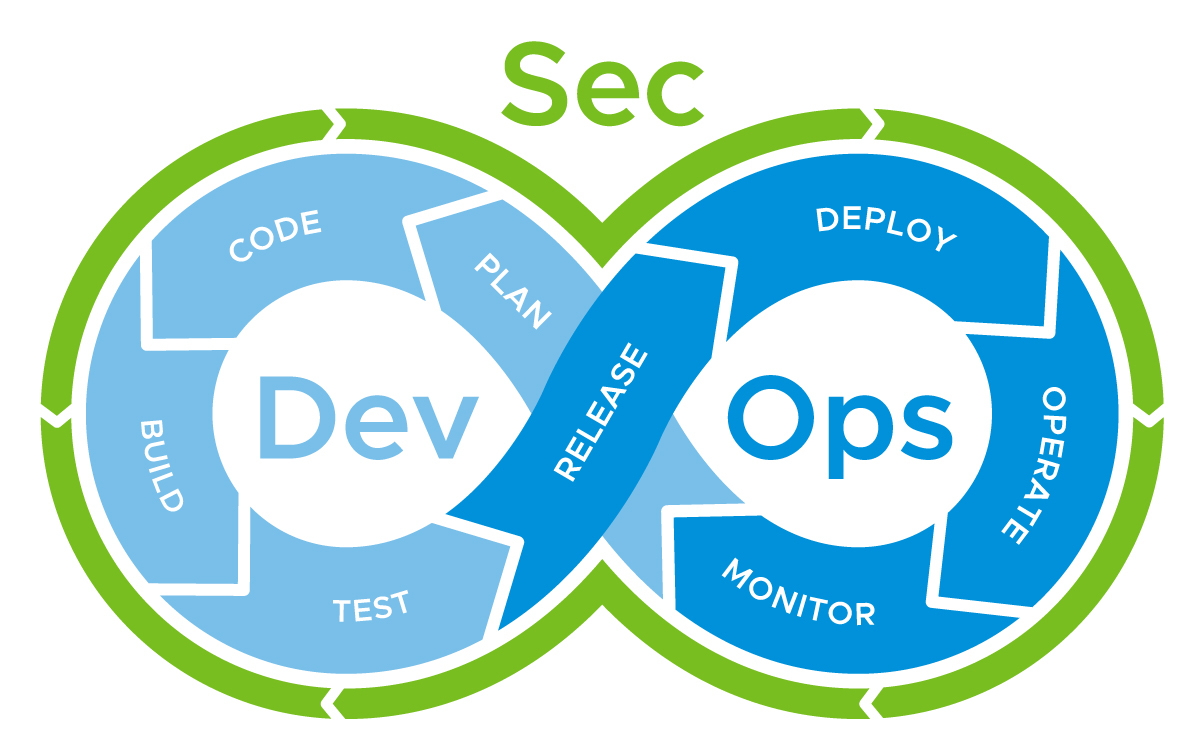 Sec
Dev
Ops
PLAN
CODE
BUILD
TEST
RELEASE
DEPLOY
OPERATE
MONITOR